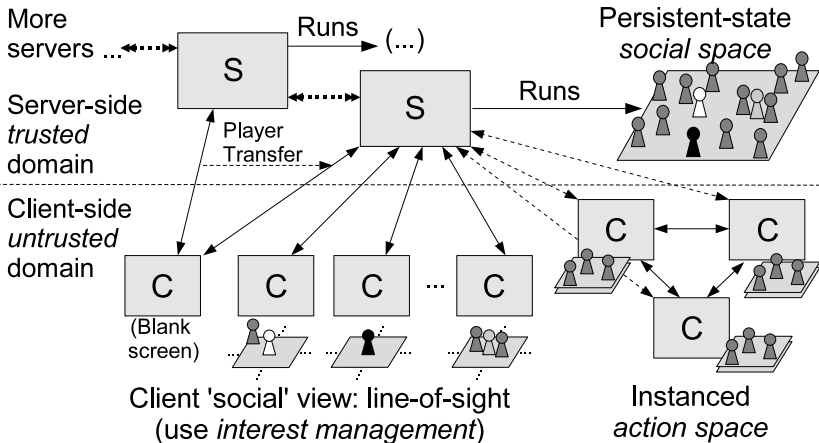 More
servers ...
Runs
(...)
Persistent-state
social space
S
S
Runs
Server-side
trusted
domain
Player
Transfer
Client-side
untrusted
domain
C
C
C
...
C
C
C
C
(Blank
screen)
Client 'social' view: line-of-sight
(use interest management)
Instanced
action space